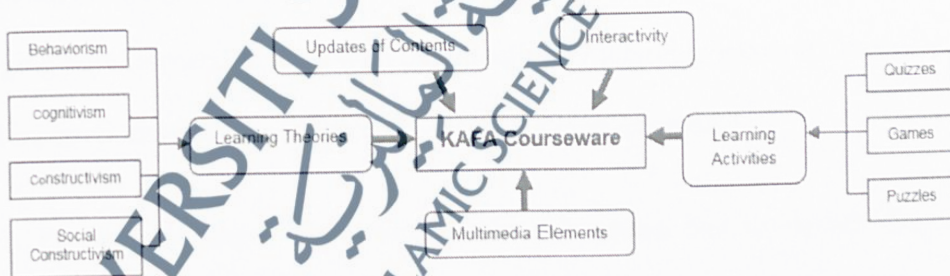 Behaviorism
cognitivism
Constructivism
Social
Constructivism
Learning Theories
Updates of Contents
Interactivity
KAFA Courseware
Multimedia Elements
Learning
Activities
Quizzes
Games
Puzzles
VERSITI S
AMIC SCIENCE